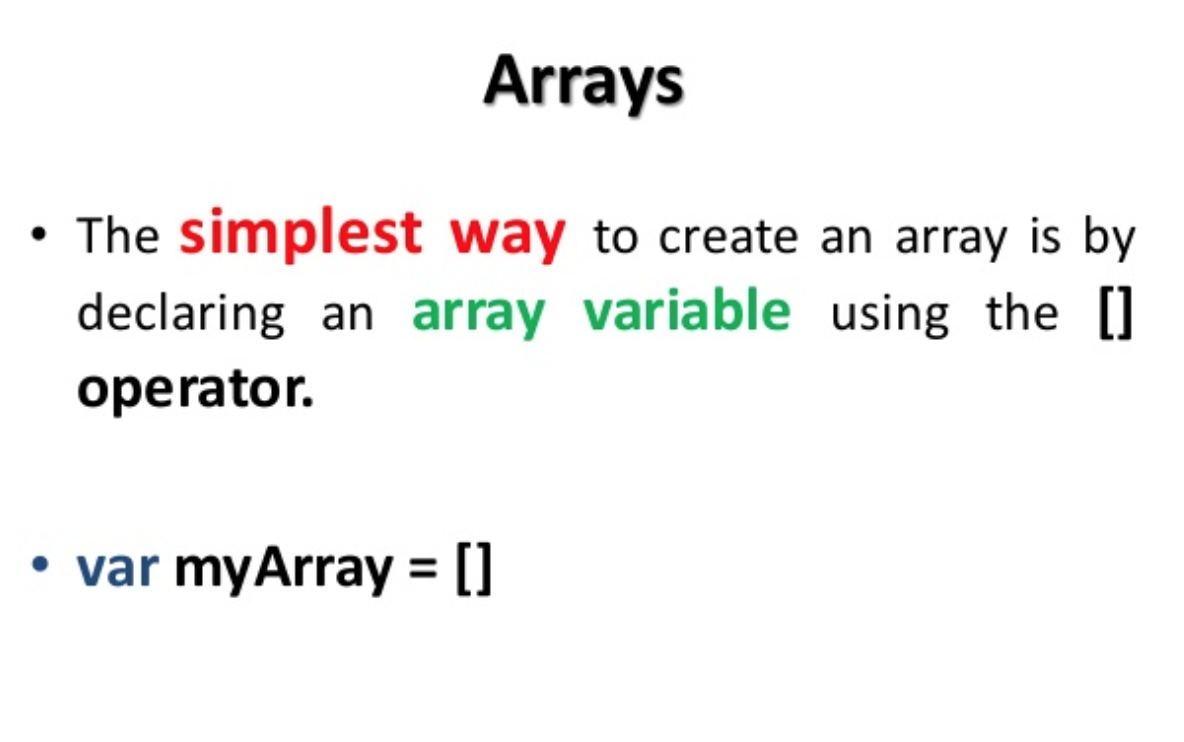 Arrays
• The simplest way to create an array is by
declaring an array variable using the []
operator.
• var myArray = []